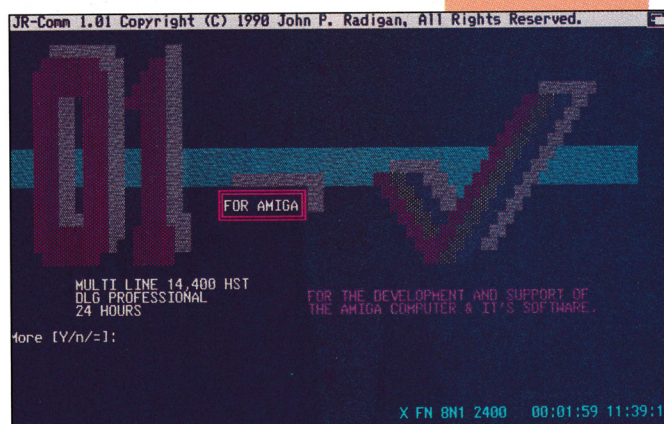 JR-Comm 1.01 Copyright (C) 1990 John P. Radigan, All Rights Reserved.
01
FOR AMIGA
MULTI LINE 14,400 HST
DLG PROFESSIONAL
24 HOURS
FOR THE DEVELOPMENT AND SUPPORT OF
THE AMIGA COMPUTER & IT'S SOFTWARE.
More [Y/n/=]:
X FN 8N1 2400 00:01:59 11:39:1